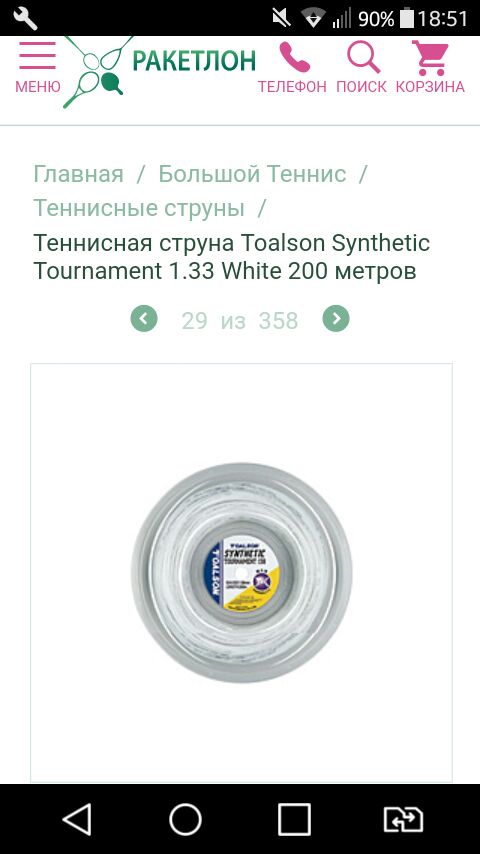 90% 18:51
РАКЕТЛОН
МЕНЮ ТЕЛЕФОН ПОИСК КОРЗИНА
Главная / Большой Теннис /
Теннисные струны /
Теннисная струна Toalson Synthetic
Tournament 1.33 White 200 метров
29 из 358
TOALSON
SYNTHETIC
TOURNAMENT
TOALSON